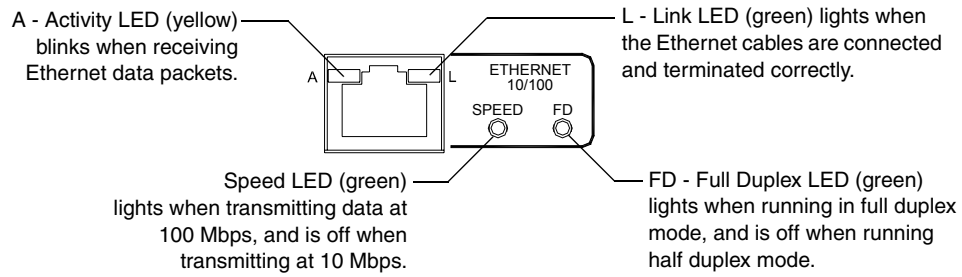 A - Activity LED (yellow)
blinks when receiving
Ethernet data packets.
L - Link LED (green) lights when
the Ethernet cables are connected
and terminated correctly.
A
L
ETHERNET
10/100
SPEED
FD
Speed LED (green)
lights when transmitting data at
100 Mbps, and is off when
transmitting at 10 Mbps.
FD - Full Duplex LED (green)
lights when running in full duplex
mode, and is off when running
half duplex mode.